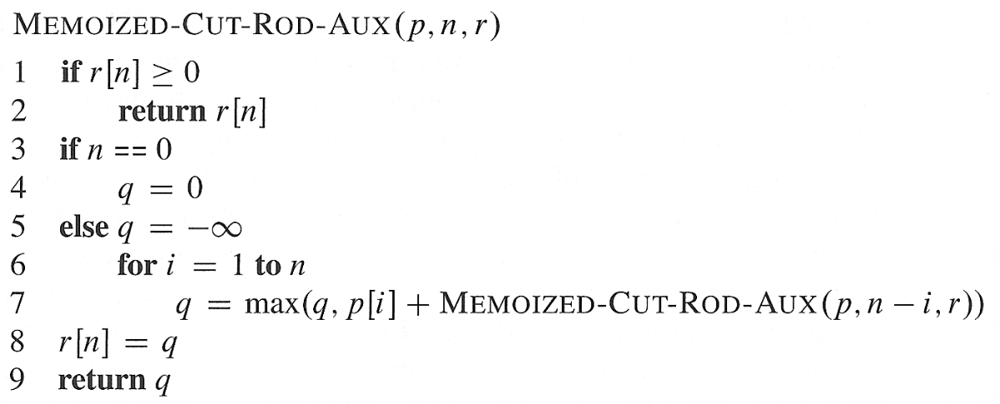 MEMOIZED-CUT-ROD-AUX(p, n, r)
1 if r[n] ≥ 0
2 return r[n]
3 if n == 0
4 q = 0
5 else q = −∞
6 for i = 1 to n
7 q = max(q, p[i] + MEMOIZED-CUT-ROD-AUX(p, n − i, r))
8 r[n] = q
9 return q